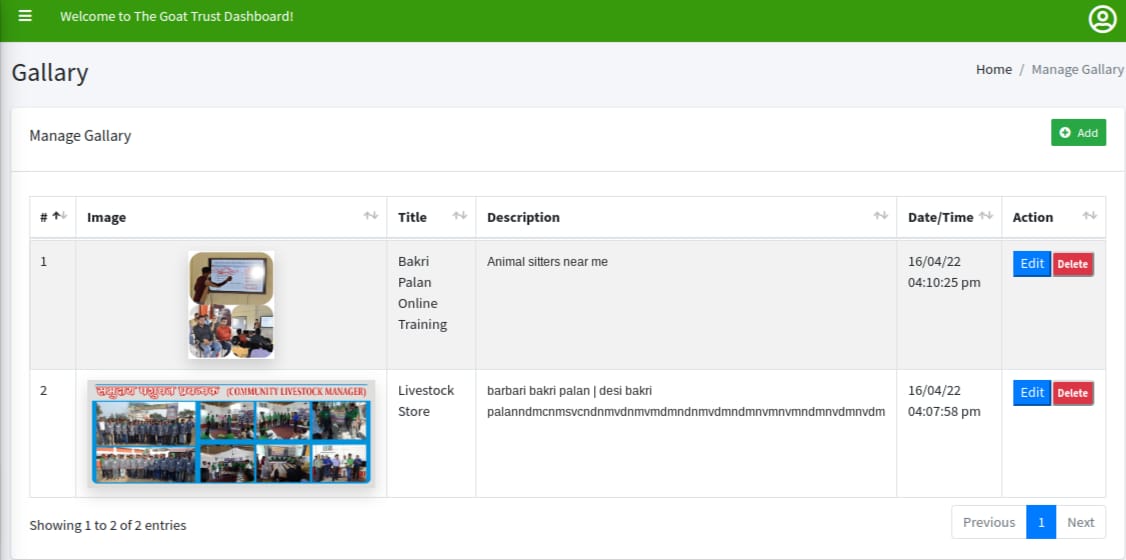 Welcome to The Goat Trust Dashboard!
Gallary
Home / Manage Gallary
Manage Gallary
Add
# Image Title Description Date/Time Action
1 Bakri Palan Online Training Animal sitters near me 16/04/22 04:10:25 pm Edit Delete
समुदाय पशुधन प्रबन्धक (COMMUNITY LIVESTOCK MANAGER)
2 Livestock Store barbari bakri palan | desi bakri palanndmcnmsvcndnmvdnmvmdmndnmvdmndmnvmnvmndmnvdmnvdm 16/04/22 04:07:58 pm Edit Delete
Showing 1 to 2 of 2 entries
Previous 1 Next